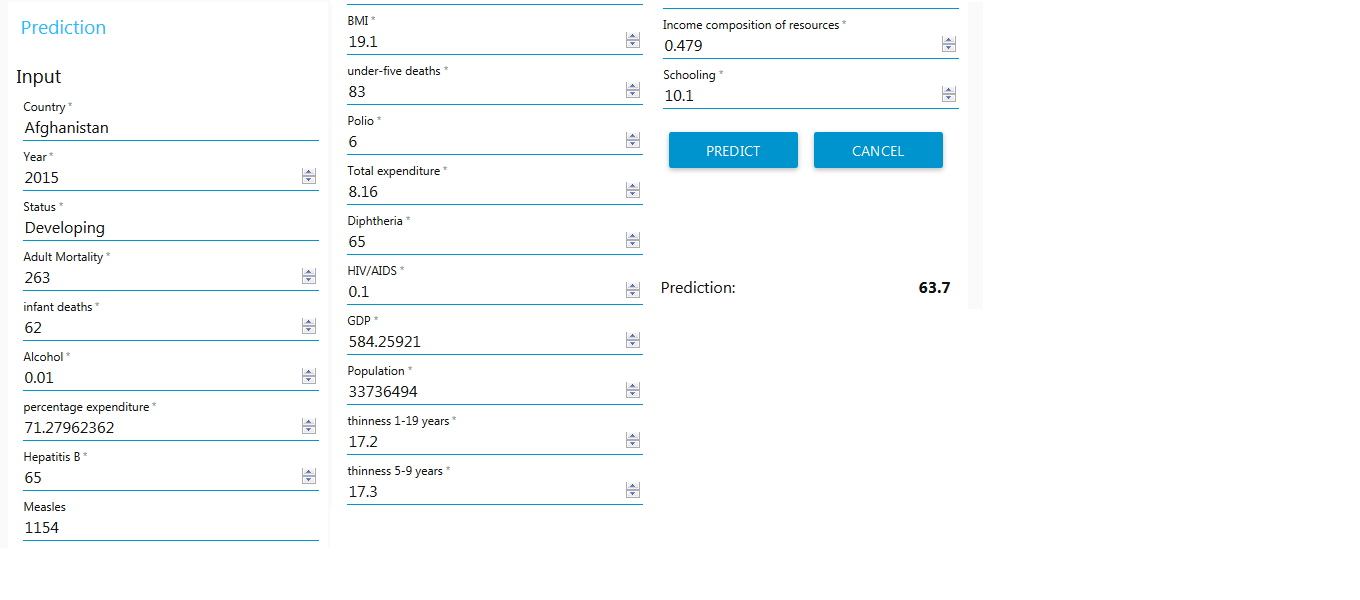 Prediction
Input
Country *
Afghanistan
Year *
2015
Status *
Developing
Adult Mortality *
263
infant deaths *
62
Alcohol *
0.01
percentage expenditure *
71.27962362
Hepatitis B *
65
Measles
1154
BMI *
19.1
under-five deaths *
83
Polio *
6
Total expenditure *
8.16
Diphtheria *
65
HIV/AIDS *
0.1
GDP *
584.25921
Population *
33736494
thinness 1-19 years *
17.2
thinness 5-9 years *
17.3
Income composition of resources *
0.479
Schooling *
10.1
PREDICT CANCEL
Prediction: 63.7